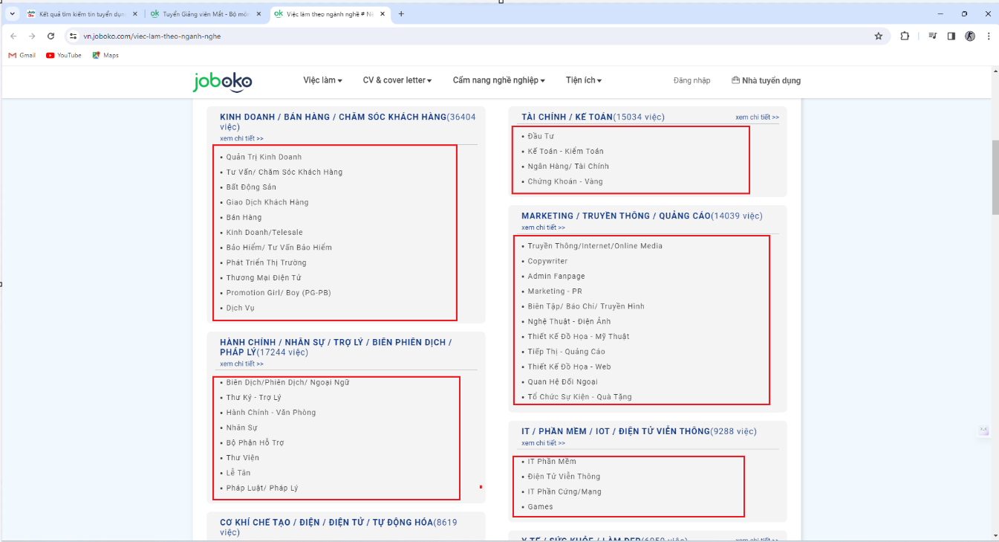 Kết quả tìm kiếm tin tuyển dụn
Tuyển Giảng viên Mắt - Bộ môn
Việc làm theo ngành nghề # N
vn.joboko.com/viec-lam-theo-nganh-nghe
Gmail
YouTube
Maps
joboko
Việc làm
CV & cover letter
Cẩm nang nghề nghiệp
Tiện ích
Đăng nhập
Nhà tuyển dụng
KINH DOANH / BÁN HÀNG / CHĂM SÓC KHÁCH HÀNG(36404
việc)
xem chi tiết >>
• Quản Trị Kinh Doanh
• Tư Vấn/ Chăm Sóc Khách Hàng
• Bất Động Sản
• Giao Dịch Khách Hàng
• Bán Hàng
• Kinh Doanh/Telesale
• Bảo Hiểm/ Tư Vấn Bảo Hiểm
• Phát Triển Thị Trường
• Thương Mại Điện Tử
• Promotion Girl/ Boy (PG-PB)
• Dịch Vụ
HÀNH CHÍNH / NHÂN SỰ / TRỢ LÝ / BIÊN PHIÊN DỊCH /
PHÁP LÝ(17244 việc)
xem chi tiết >>
• Biên Dịch/Phiên Dịch/ Ngoại Ngữ
• Thư Ký - Trợ Lý
• Hành Chính - Văn Phòng
• Nhân Sự
• Bộ Phận Hỗ Trợ
• Thư Viện
• Lễ Tân
• Pháp Luật/ Pháp Lý
CƠ KHÍ CHẾ TẠO / ĐIỆN / ĐIỆN TỬ / TỰ ĐỘNG HÓA(8619
việc)
TÀI CHÍNH / KẾ TOÁN(15034 việc)
xem chi tiết >>
• Đầu Tư
• Kế Toán - Kiểm Toán
• Ngân Hàng/ Tài Chính
• Chứng Khoán - Vàng
MARKETING / TRUYỀN THÔNG / QUẢNG CÁO(14039 việc)
xem chi tiết >>
• Truyền Thông/Internet/Online Media
• Copywriter
• Admin Fanpage
• Marketing - PR
• Biên Tập/ Báo Chí/ Truyền Hình
• Nghệ Thuật - Điện Ảnh
• Thiết Kế Đồ Họa - Mỹ Thuật
• Tiếp Thị - Quảng Cáo
• Thiết Kế Đồ Họa - Web
• Quan Hệ Đối Ngoại
• Tổ Chức Sự Kiện - Quà Tặng
IT / PHẦN MỀM / IOT / ĐIỆN TỬ VIỄN THÔNG(9288 việc)
xem chi tiết >>
• IT Phần Mềm
• Điện Tử Viễn Thông
• IT Phần Cứng/Mạng
• Games
Y TẾ / SỨC KHỎE / LÀM ĐẸP(
xem chi tiết >>